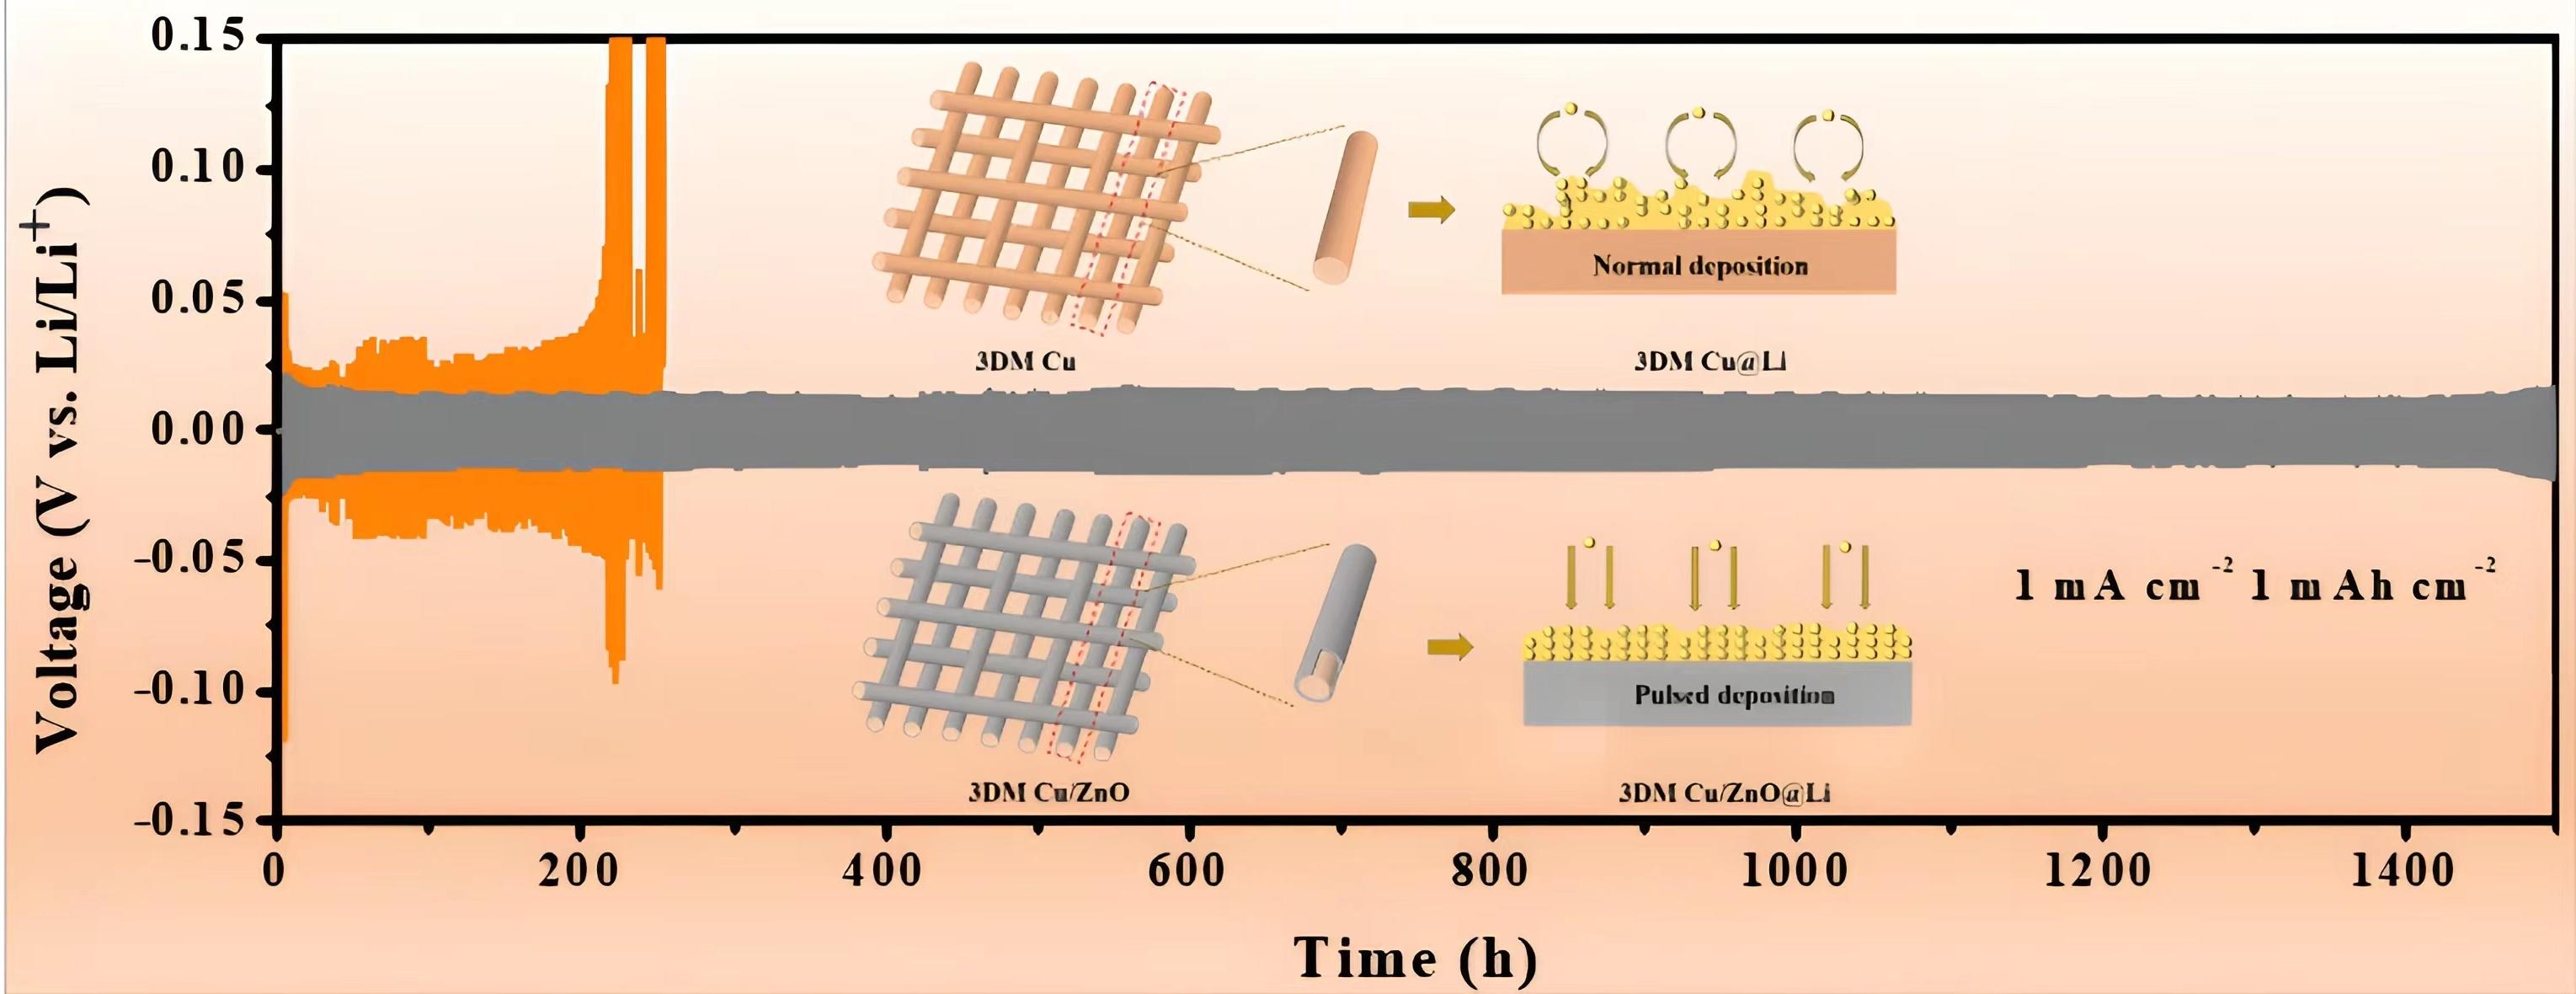 Voltage (V vs. Li/Li⁺)
0.15
0.10
0.05
0.00
-0.05
-0.10
-0.15
3DM Cu
Normal deposition
3DM Cu@Li
3DM Cu/ZnO
Pulsed deposition
3DM Cu/ZnO@Li
1 mA cm⁻² 1 mAh cm⁻²
0 200 400 600 800 1000 1200 1400
Time (h)